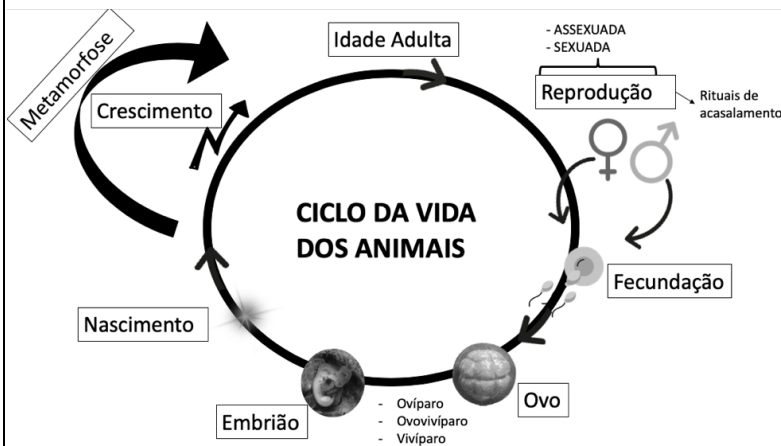 Idade Adulta
- ASSEXUADA
- SEXUADA
Reprodução
Rituais de
acasalamento
Metamorfose
Crescimento
CICLO DA VIDA
DOS ANIMAIS
Fecundação
Nascimento
Ovo
Embrião
- Ovíparo
- Ovovivíparo
- Vivíparo